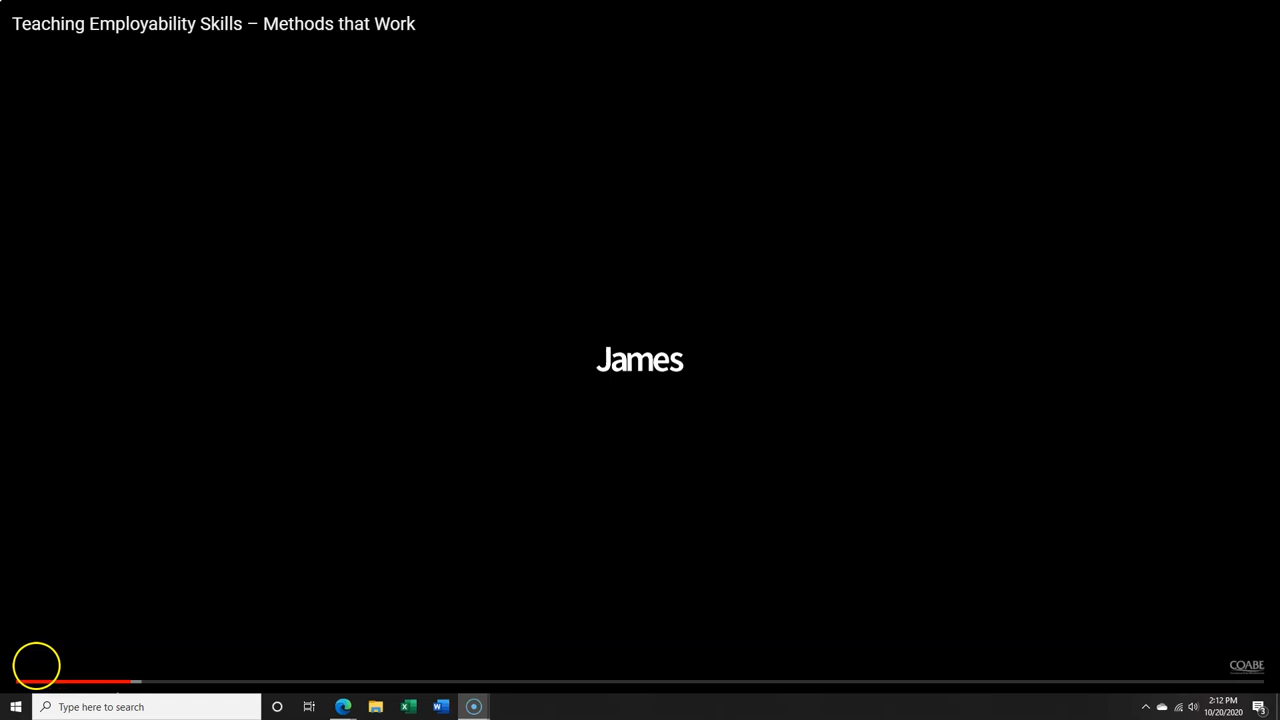 Teaching Employability Skills – Methods that Work
James
COABE
Type here to search
2:12 PM
10/20/2020